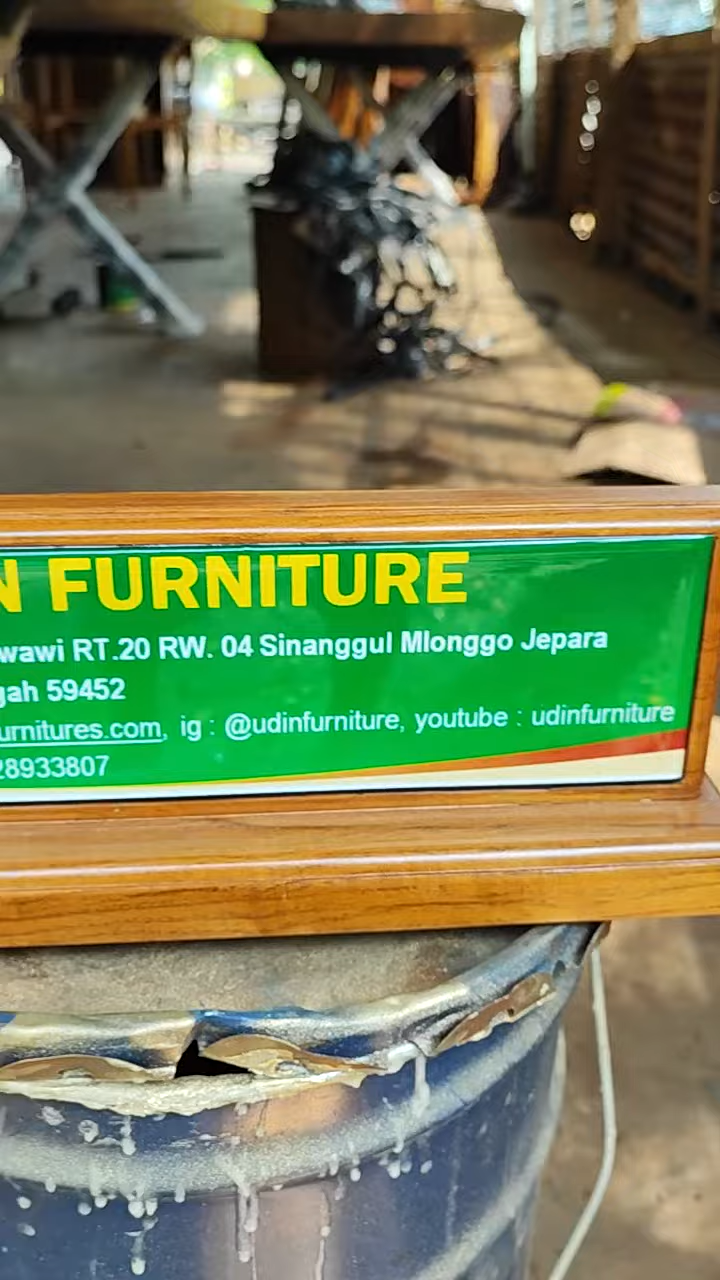 N FURNITURE
wawi RT.20 RW. 04 Sinanggul Mlonggo Jepara
gah 59452
urnitures.com, ig : @udinfurniture, youtube : udinfurniture
28933807